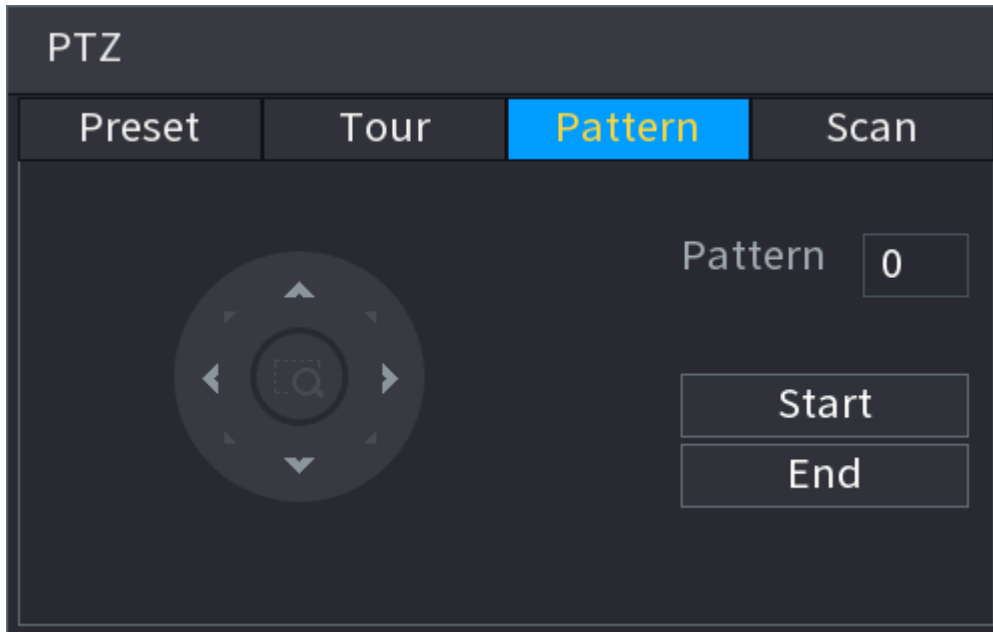 PTZ
Preset Tour Pattern Scan
Pattern 0
Start
End